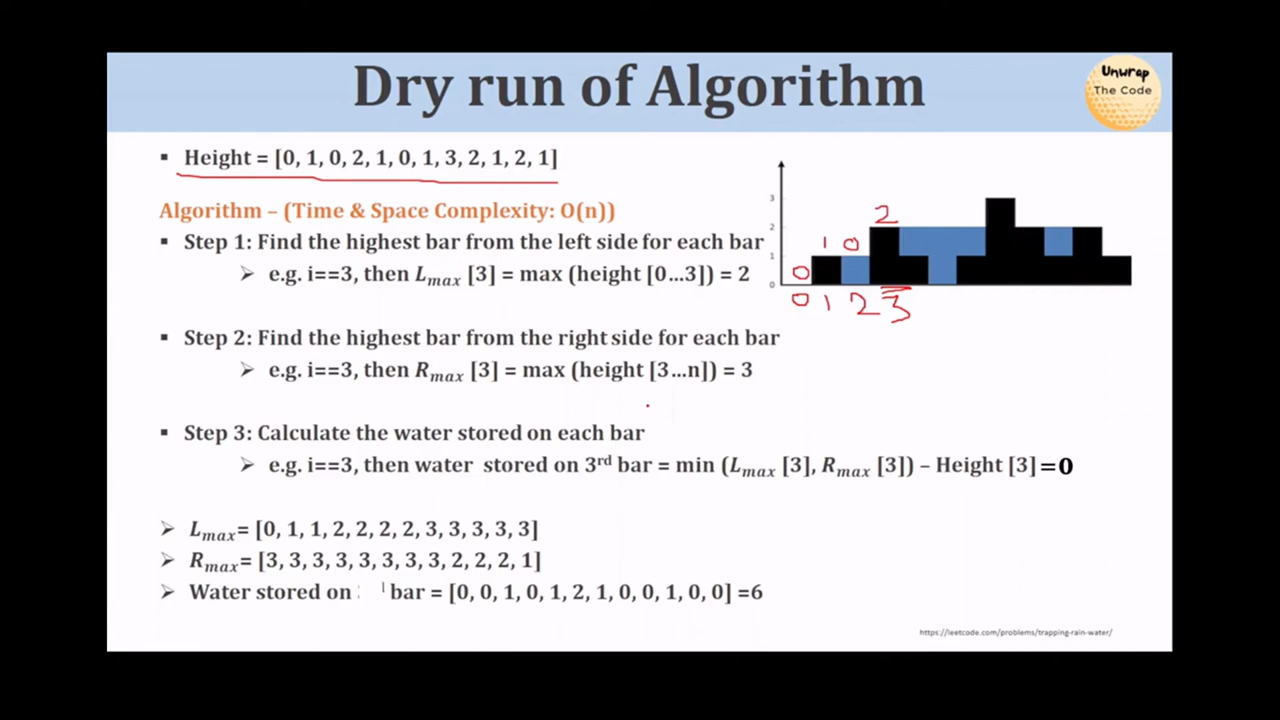 Dry run of Algorithm
Unwrap
The Code
▪ Height = [0, 1, 0, 2, 1, 0, 1, 3, 2, 1, 2, 1]
Algorithm – (Time & Space Complexity: O(n))
▪ Step 1: Find the highest bar from the left side for each bar
➢ e.g. i==3, then Lmax [3] = max (height [0…3]) = 2
▪ Step 2: Find the highest bar from the right side for each bar
➢ e.g. i==3, then Rmax [3] = max (height [3…n]) = 3
▪ Step 3: Calculate the water stored on each bar
➢ e.g. i==3, then water stored on 3rd bar = min (Lmax [3], Rmax [3]) – Height [3]=0
➢ Lmax= [0, 1, 1, 2, 2, 2, 2, 3, 3, 3, 3, 3]
➢ Rmax= [3, 3, 3, 3, 3, 3, 3, 3, 2, 2, 2, 1]
➢ Water stored on bar = [0, 0, 1, 0, 1, 2, 1, 0, 0, 1, 0, 0] =6
3
2
1
0
2
1 0
0
0 1 2 3
https://leetcode.com/problems/trapping-rain-water/